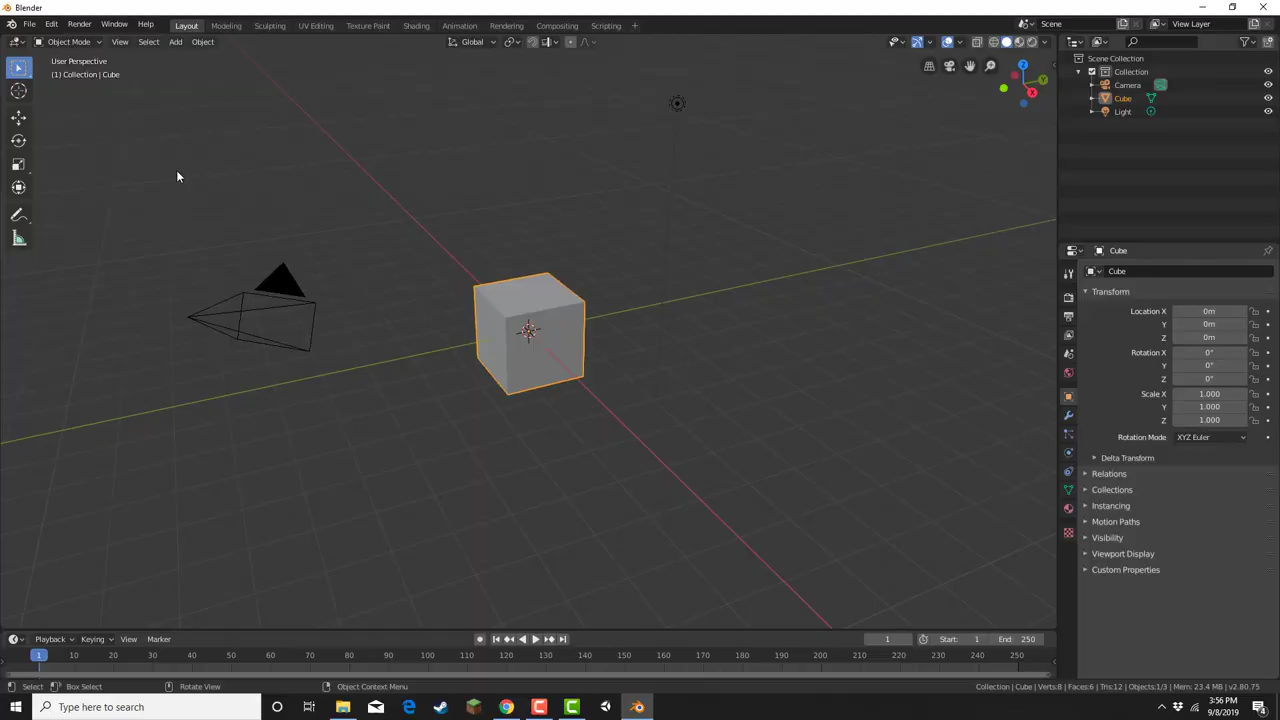 Blender
File Edit Render Window Help Layout Modeling Sculpting UV Editing Texture Paint Shading Animation Rendering Compositing Scripting + Scene View Layer
Object Mode View Select Add Object Global
User Perspective
(1) Collection | Cube
Z
Y
X
Scene Collection
Collection
Camera
Cube
Light
Cube
Cube
Transform
Location X 0m
Y 0m
Z 0m
Rotation X 0°
Y 0°
Z 0°
Scale X 1.000
Y 1.000
Z 1.000
Rotation Mode XYZ Euler
Delta Transform
Relations
Collections
Instancing
Motion Paths
Visibility
Viewport Display
Custom Properties
Playback Keying View Marker 1 Start: 1 End: 250
1 10 20 30 40 50 60 70 80 90 100 110 120 130 140 150 160 170 180 190 200 210 220 230 240 250
Select Box Select Rotate View Object Context Menu Collection | Cube | Verts:8 | Faces:6 | Tris:12 | Objects:1/3 | Mem: 23.4 MB | v2.80.75
Type here to search
3:56 PM
9/8/2019
4